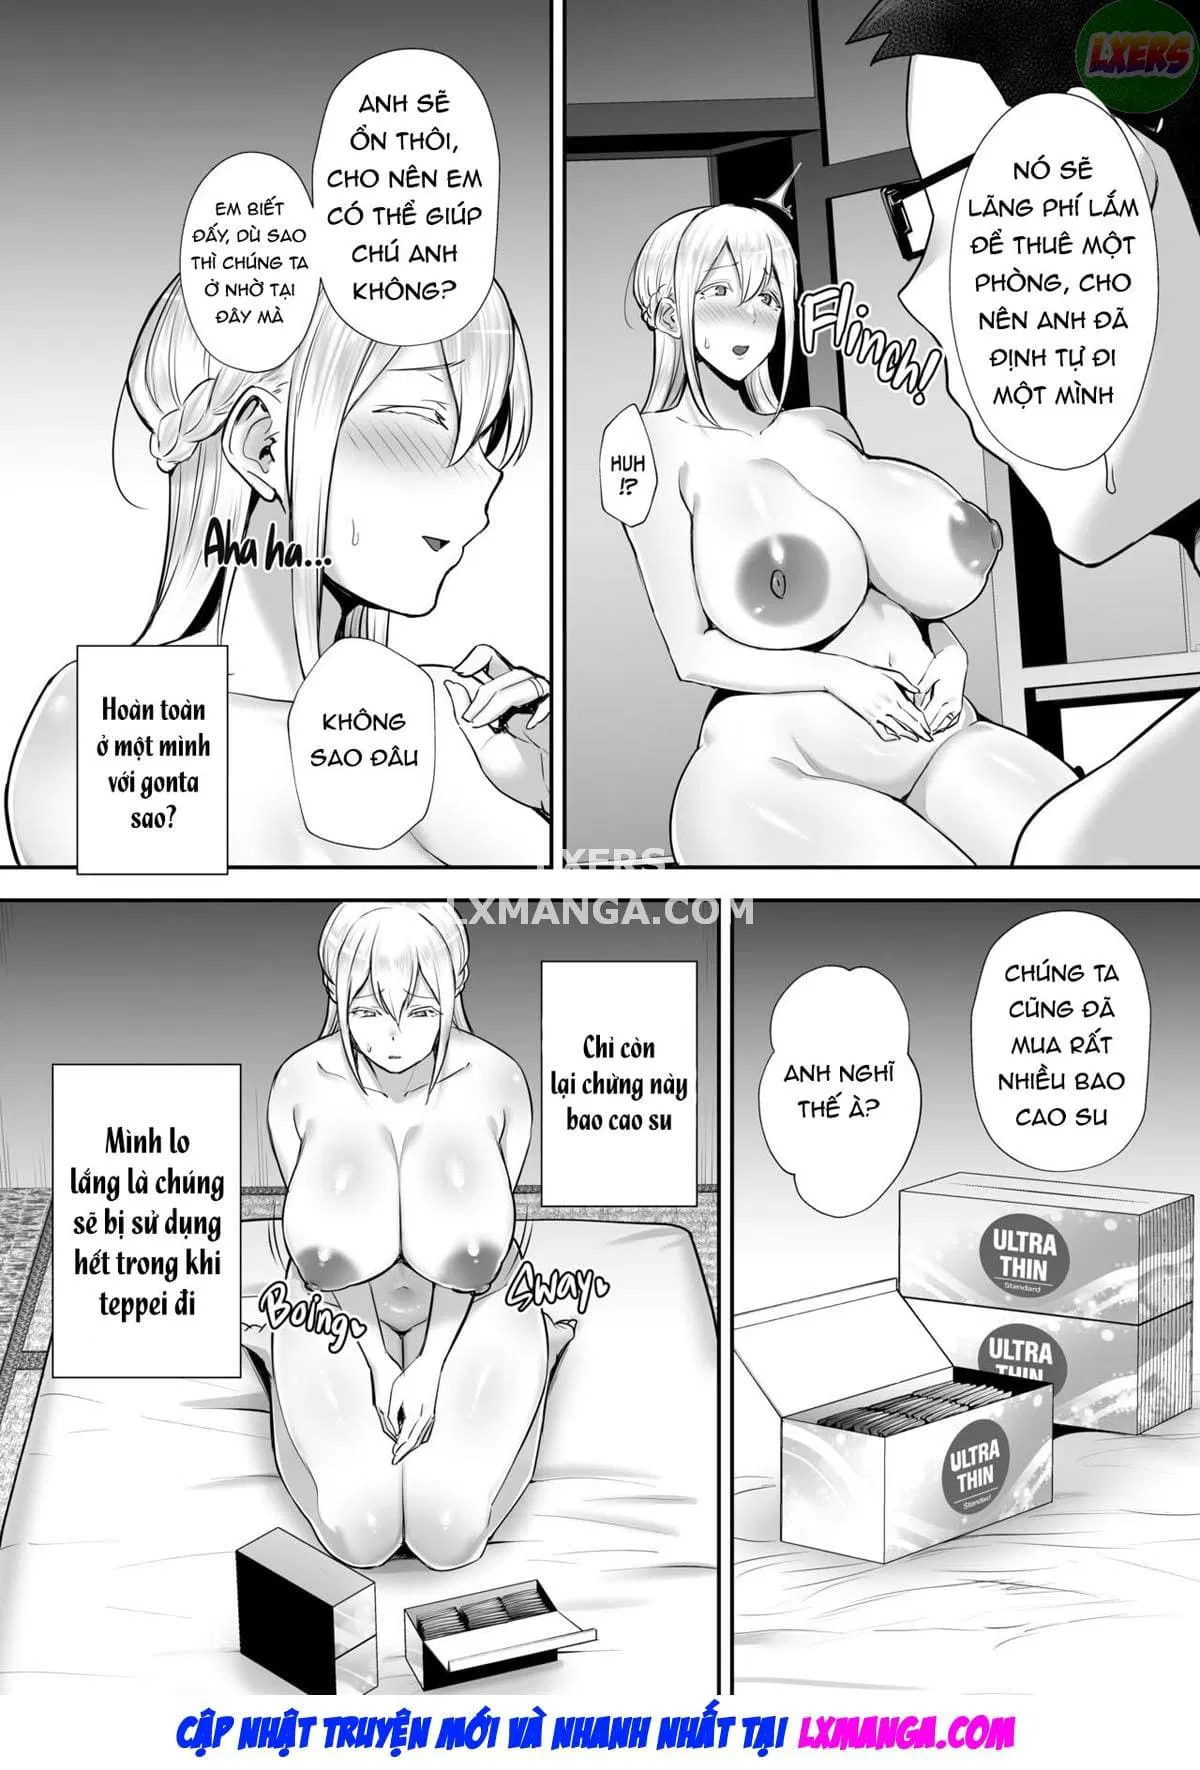 LXERS
NÓ SẼ
LÃNG PHÍ LẮM
ĐỂ THUÊ MỘT
PHÒNG, CHO
NÊN ANH ĐÃ
ĐỊNH TỰ ĐI
MỘT MÌNH
Flinch!
HUH
!?
ANH SẼ
ỔN THÔI,
CHO NÊN EM
CÓ THỂ GIÚP
CHÚ ANH
KHÔNG?
EM BIẾT
ĐẤY, DÙ SAO
THÌ CHÚNG TA
Ở NHỜ TẠI
ĐÂY MÀ
Aha ha...
KHÔNG
SAO ĐÂU
Hoàn toàn
ở một mình
với gonta
sao?
LXERS
LXMANGA.COM
CHÚNG TA
CŨNG ĐÃ
MUA RẤT
NHIỀU BAO
CAO SU
ANH NGHĨ
THẾ À?
ULTRA
THIN
Standard
ULTRA
THIN
ULTRA
THIN
Standard
Chỉ còn
lại chừng này
bao cao su
Mình lo
lắng là chúng
sẽ bị sử dụng
hết trong khi
teppei đi
Boing♥
Sway♥
CẬP NHẬT TRUYỆN MỚI VÀ NHANH NHẤT TẠI LXMANGA.COM